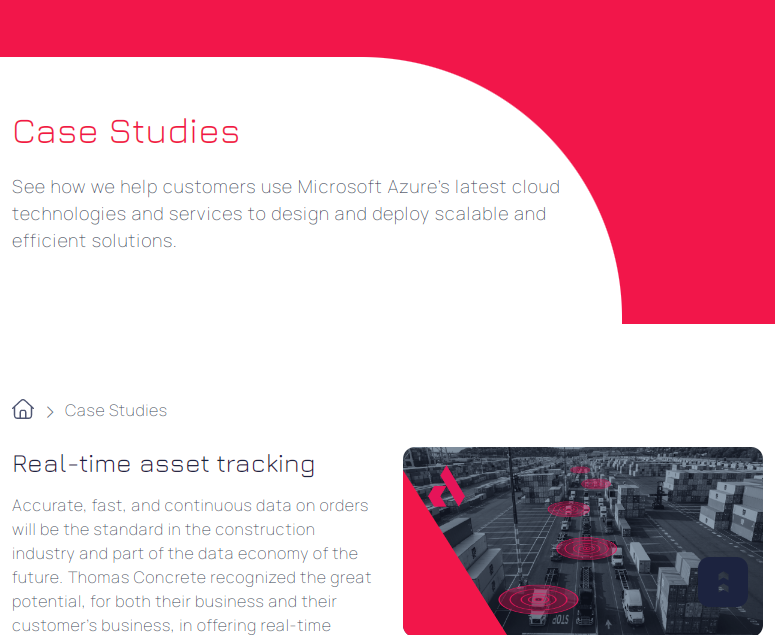 Case Studies
See how we help customers use Microsoft Azure's latest cloud
technologies and services to design and deploy scalable and
efficient solutions.
Case Studies
Real-time asset tracking
Accurate, fast, and continuous data on orders
will be the standard in the construction
industry and part of the data economy of the
future. Thomas Concrete recognized the great
potential, for both their business and their
customer's business, in offering real-time
STOP